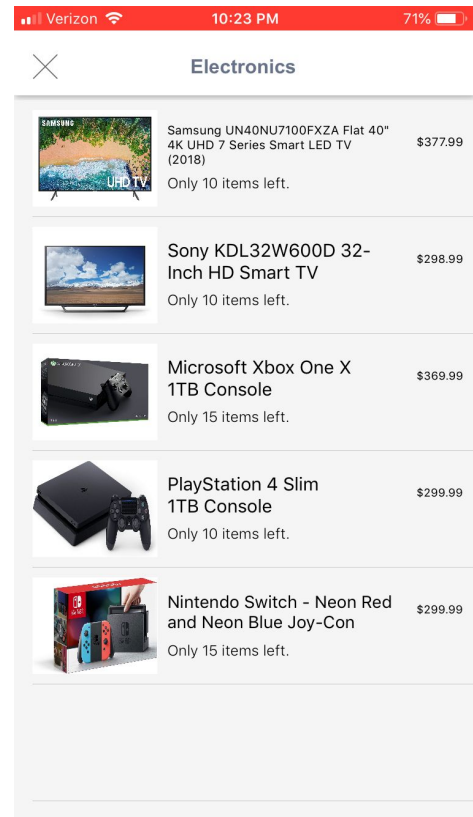 Verizon 10:23 PM 71%
Electronics
SAMSUNG
UHD TV
Samsung UN40NU7100FXZA Flat 40"
4K UHD 7 Series Smart LED TV
(2018)
$377.99
Only 10 items left.
Sony KDL32W600D 32-
Inch HD Smart TV
$298.99
Only 10 items left.
Microsoft Xbox One X
1TB Console
$369.99
Only 15 items left.
PlayStation 4 Slim
1TB Console
$299.99
Only 10 items left.
Nintendo Switch - Neon Red
and Neon Blue Joy-Con
$299.99
Only 15 items left.